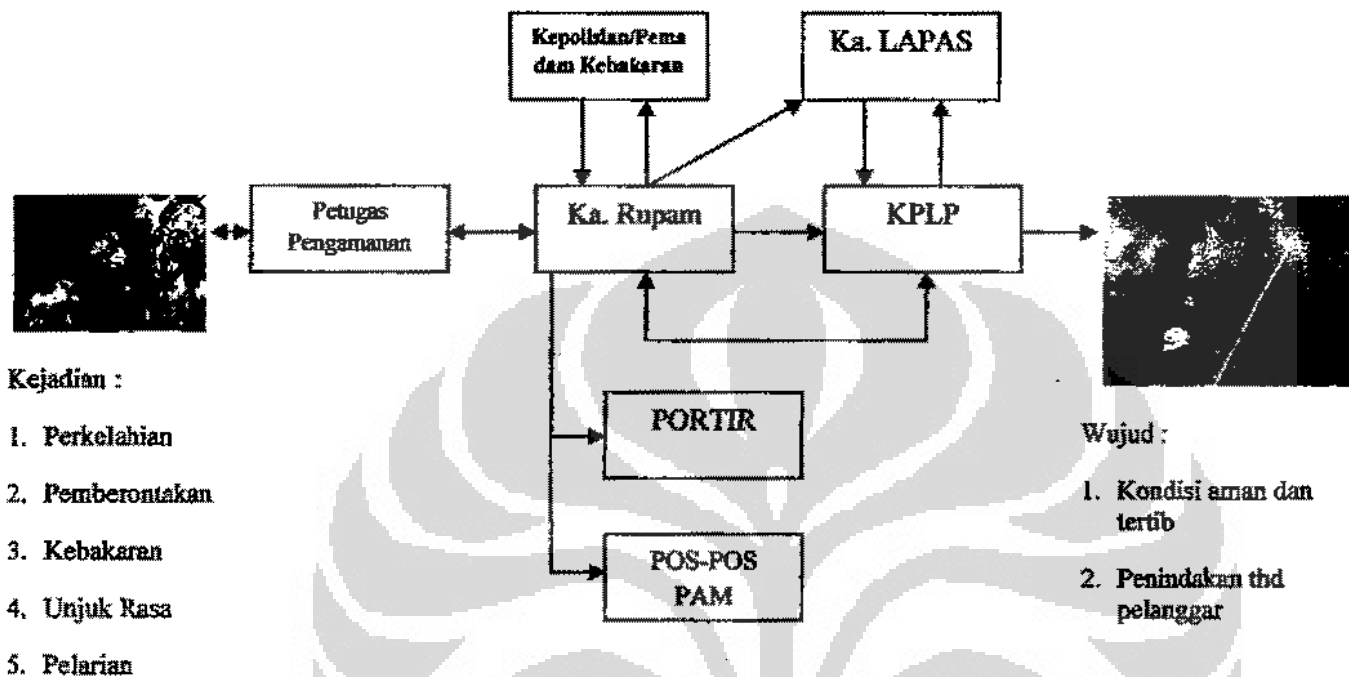 Kepolisian/Pema
dam Kebakaran
Ka. LAPAS
Petugas
Pengamanan
Ka. Rupam
KPLP
Kejadian :
1. Perkelahian
2. Pemberontakan
3. Kebakaran
4. Unjuk Rasa
5. Pelarian
PORTIR
POS-POS
PAM
Wujud :
1. Kondisi aman dan
tertib
2. Penindakan thd
pelanggar